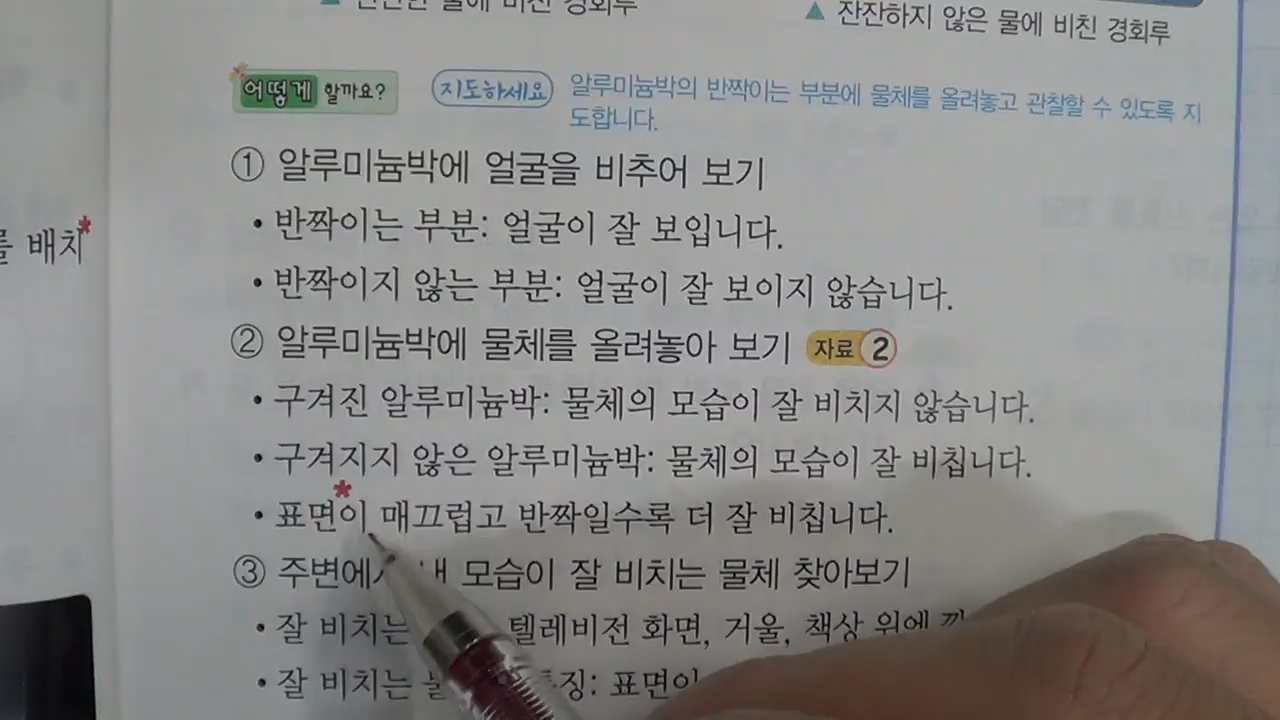 잔잔한 물에 비친 경회루
▲ 잔잔하지 않은 물에 비친 경회루
어떻게 할까요? 지도하세요 알루미늄박의 반짝이는 부분에 물체를 올려놓고 관찰할 수 있도록 지
도합니다.
① 알루미늄박에 얼굴을 비추어 보기
• 반짝이는 부분: 얼굴이 잘 보입니다.
• 반짝이지 않는 부분: 얼굴이 잘 보이지 않습니다.
를 배치*
② 알루미늄박에 물체를 올려놓아 보기 자료 2
• 구겨진 알루미늄박: 물체의 모습이 잘 비치지 않습니다.
• 구겨지지 않은 알루미늄박: 물체의 모습이 잘 비칩니다.
• 표면*이 매끄럽고 반짝일수록 더 잘 비칩니다.
③ 주변에서 내 모습이 잘 비치는 물체 찾아보기
• 잘 비치는 텔레비전 화면, 거울, 책상 위에
• 잘 비치는 특징: 표면이